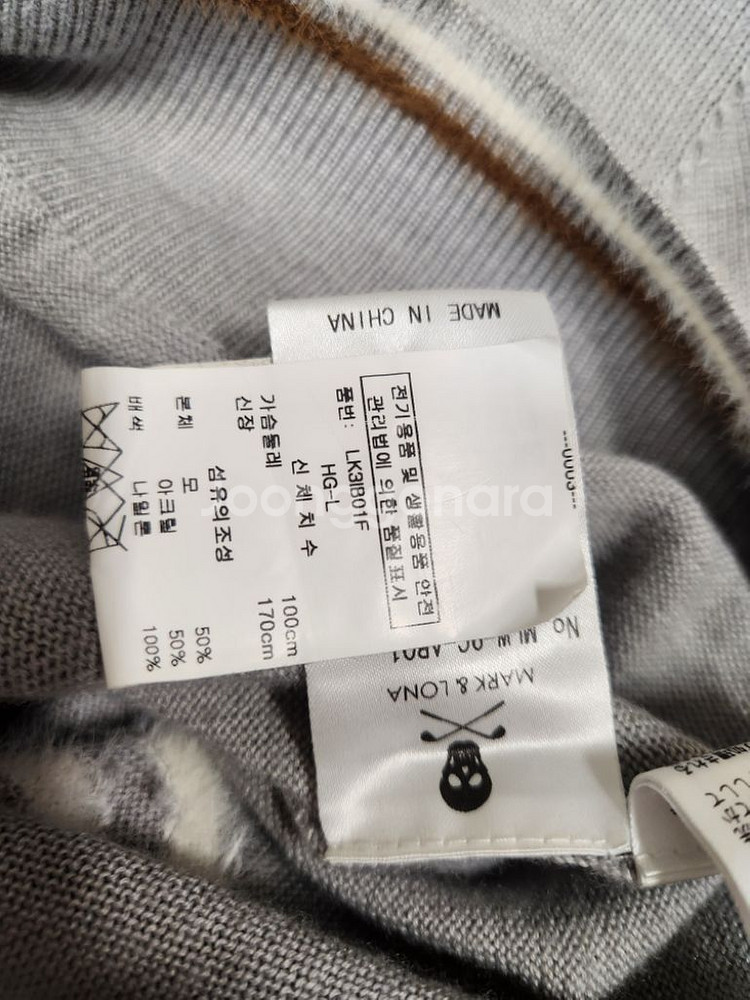 전기용품 및 생활용품 안전
관리법에 의한 품질 표시
품번: LK3IB01F
HG-L
신 체 치 수
가슴둘레 100cm
신장 170cm
섬유의조성
본체 모 50%
아크릴 50%
배색 나일론 100%
MADE IN CHINA
MARK & LONA
---0003---
joonggonara